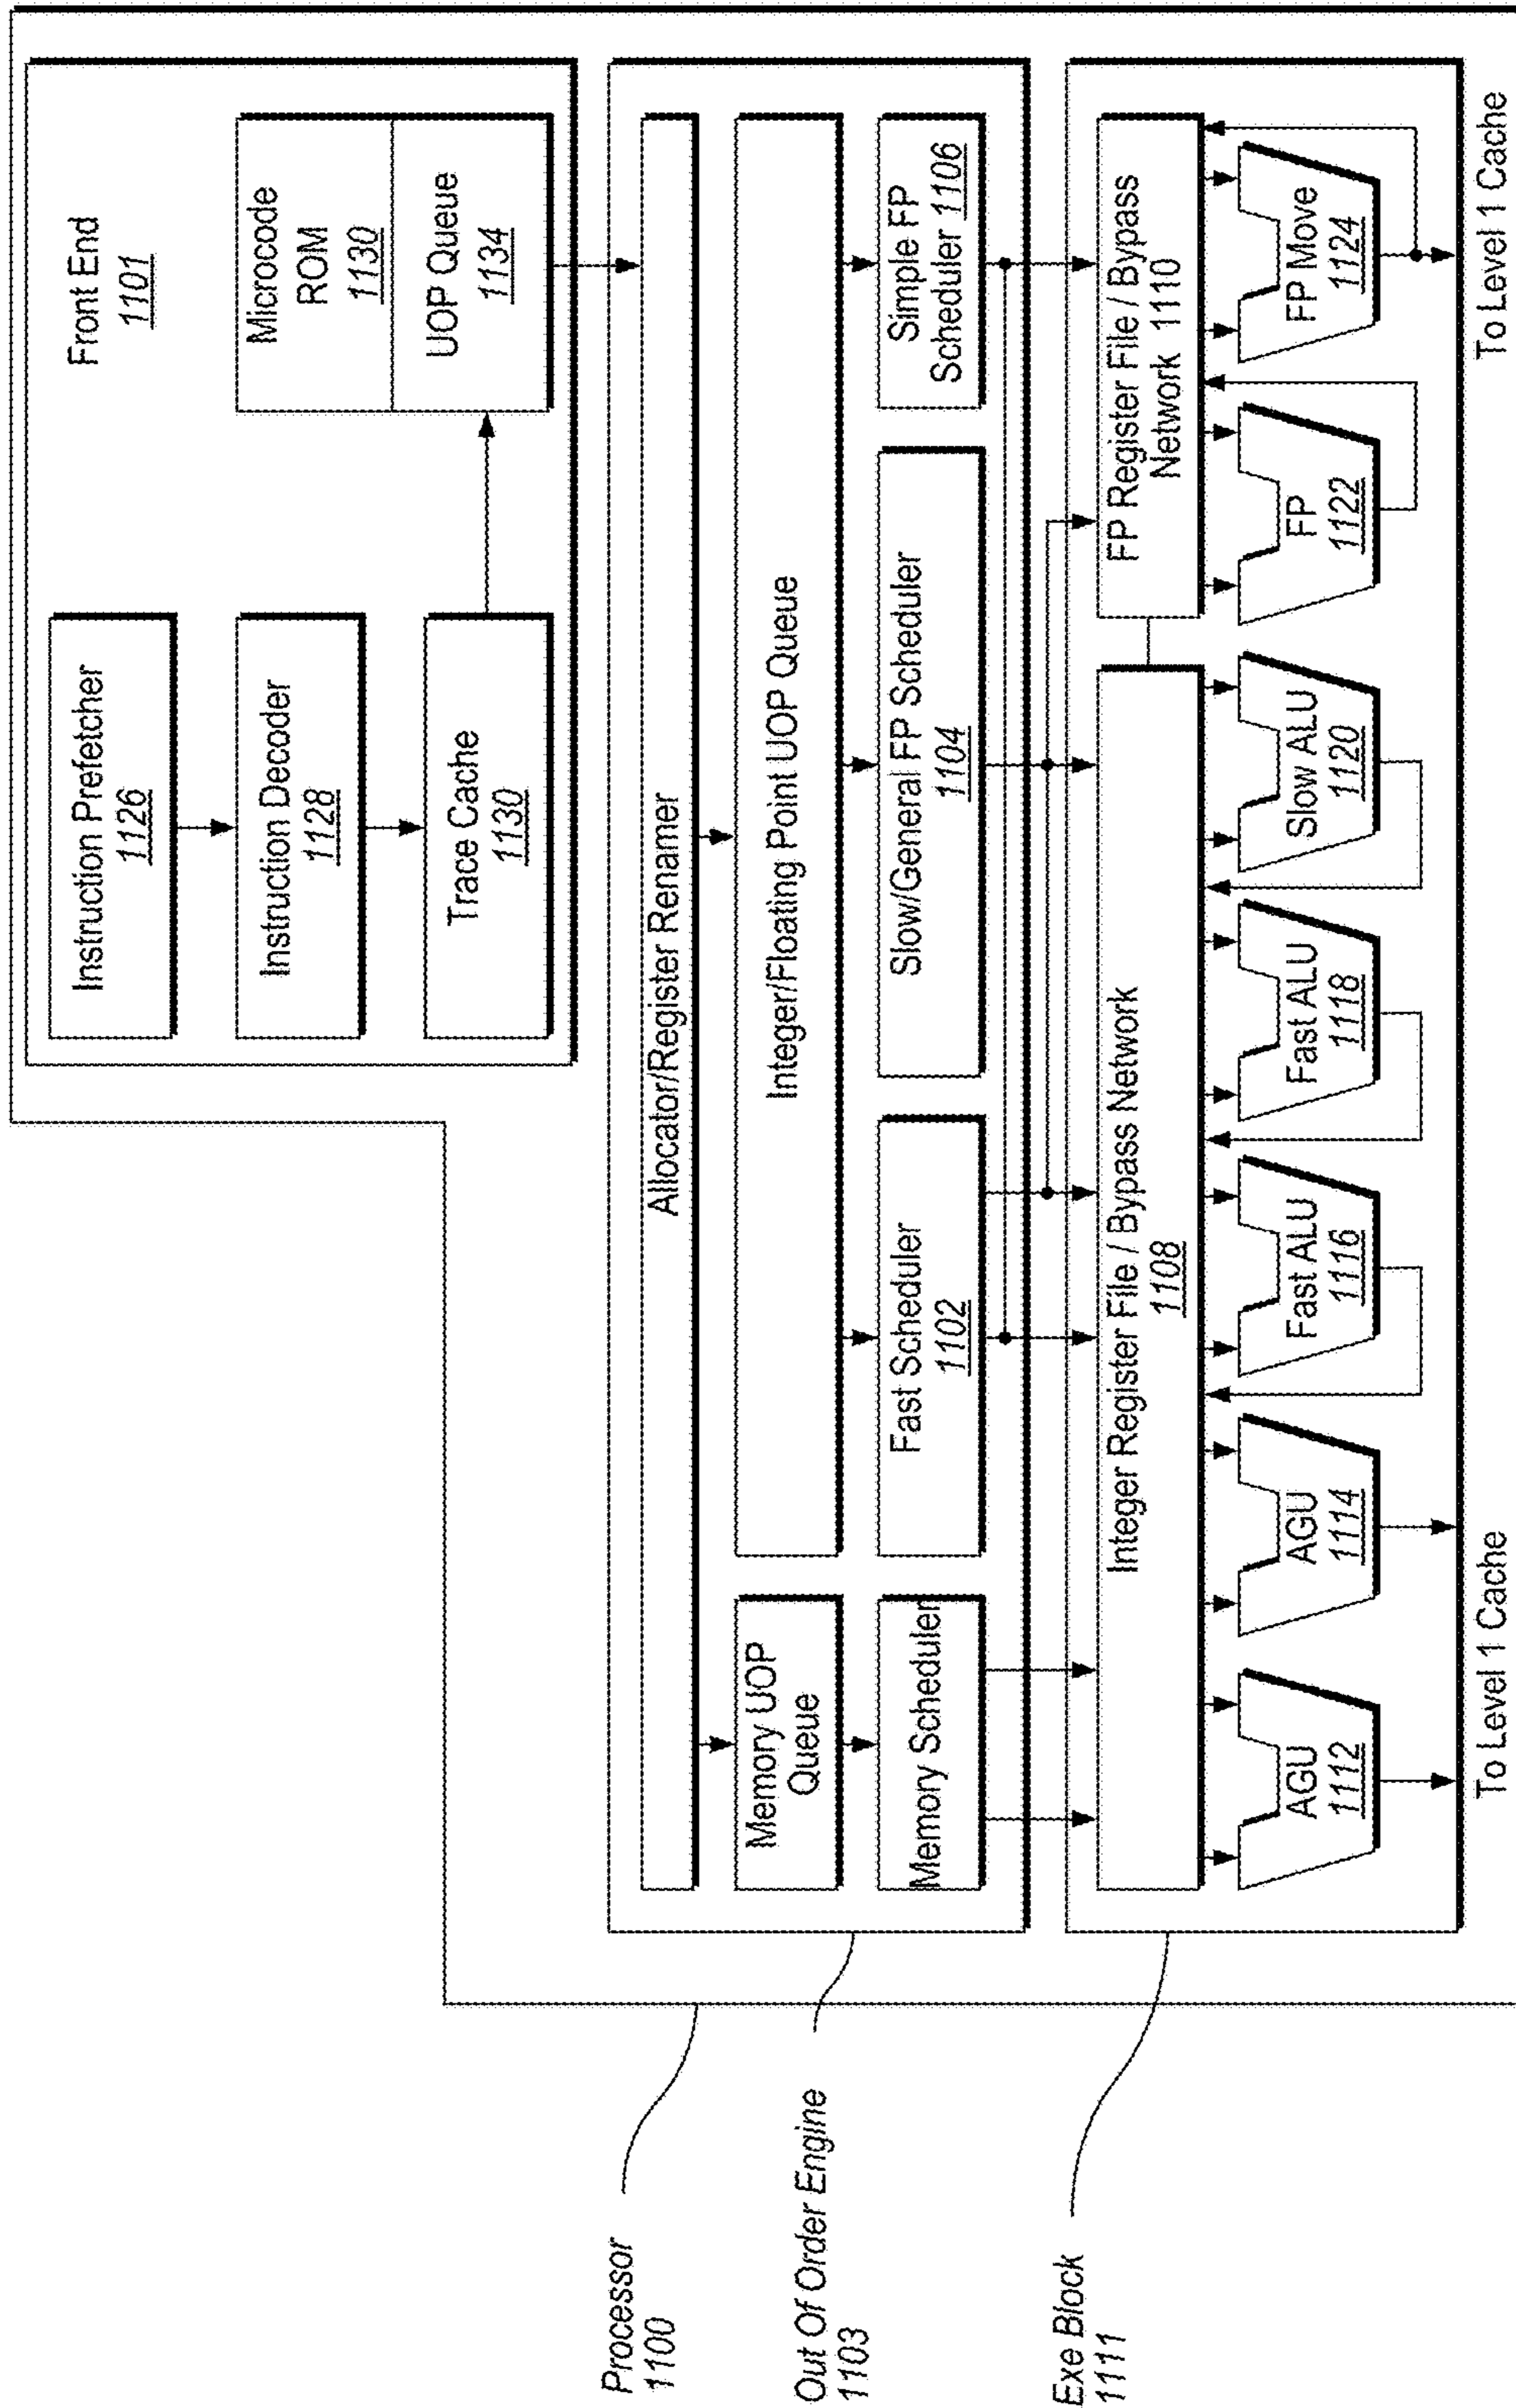 Front End
1101
Instruction Prefetcher
1126
Instruction Decoder
1128
Trace Cache
1130
Microcode
ROM
1130
UOP Queue
1134
Processor
1100
Allocator/Register Renamer
Memory UOP
Queue
Integer/Floating Point UOP Queue
Out Of Order Engine
1103
Memory Scheduler
Fast Scheduler
1102
Slow/General FP Scheduler
1104
Simple FP
Scheduler 1106
Exe Block
1111
Integer Register File / Bypass Network
1108
FP Register File / Bypass
Network 1110
AGU
1112
AGU
1114
Fast ALU
1116
Fast ALU
1118
Slow ALU
1120
FP
1122
FP Move
1124
To Level 1 Cache
To Level 1 Cache